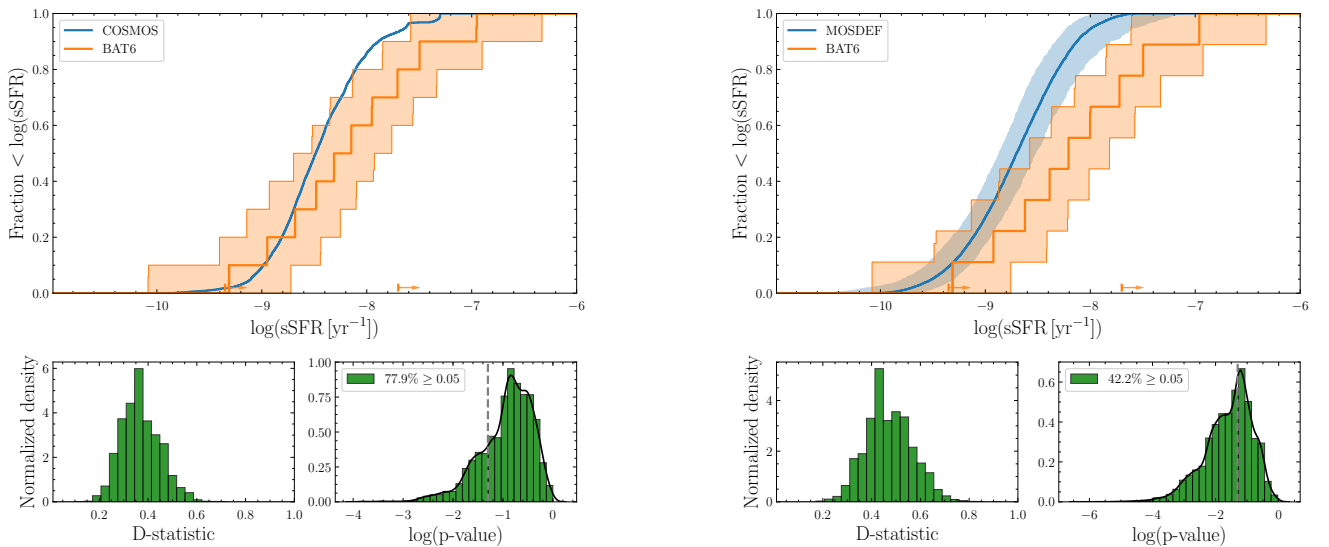 Fraction < log(sSFR)
1.0
0.8
0.6
0.4
0.2
0.0
COSMOS
BAT6
−10 −9 −8 −7 −6
log(sSFR [yr⁻¹])
Fraction < log(sSFR)
1.0
0.8
0.6
0.4
0.2
0.0
MOSDEF
BAT6
−10 −9 −8 −7 −6
log(sSFR [yr⁻¹])
Normalized density
6
4
2
0
0.2 0.4 0.6 0.8 1.0
D-statistic
1.00
0.75
0.50
0.25
0.00
77.9% ≥ 0.05
−4 −3 −2 −1 0
log(p-value)
Normalized density
4
2
0
0.2 0.4 0.6 0.8 1.0
D-statistic
0.6
0.4
0.2
0.0
42.2% ≥ 0.05
−6 −4 −2 0
log(p-value)